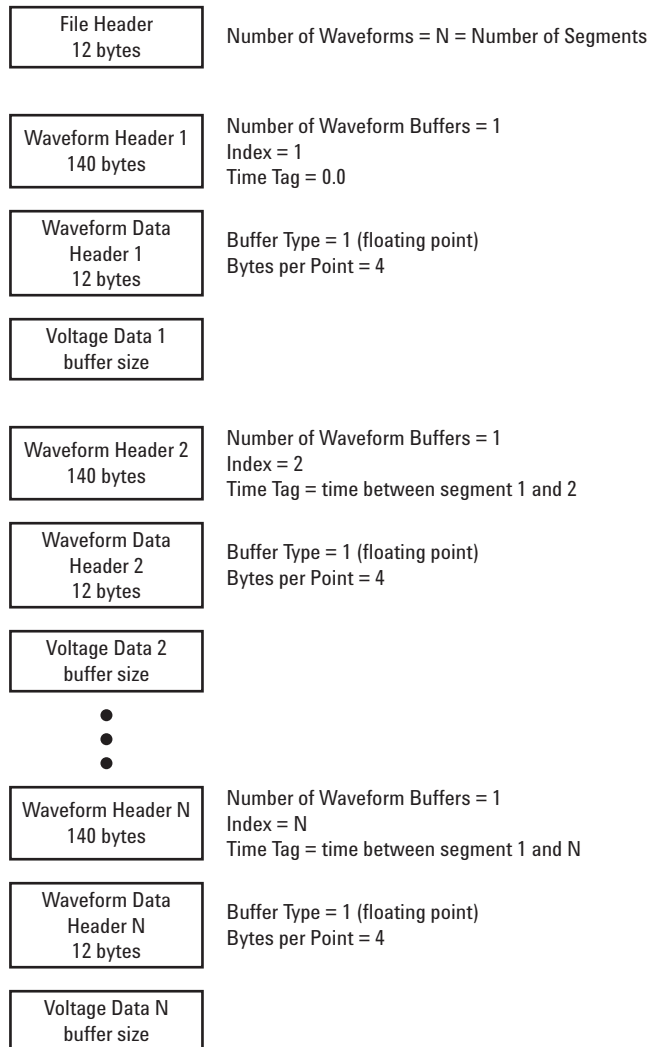 File Header
12 bytes
Number of Waveforms = N = Number of Segments
Waveform Header 1
140 bytes
Number of Waveform Buffers = 1
Index = 1
Time Tag = 0.0
Waveform Data
Header 1
12 bytes
Buffer Type = 1 (floating point)
Bytes per Point = 4
Voltage Data 1
buffer size
Waveform Header 2
140 bytes
Number of Waveform Buffers = 1
Index = 2
Time Tag = time between segment 1 and 2
Waveform Data
Header 2
12 bytes
Buffer Type = 1 (floating point)
Bytes per Point = 4
Voltage Data 2
buffer size
Waveform Header N
140 bytes
Number of Waveform Buffers = 1
Index = N
Time Tag = time between segment 1 and N
Waveform Data
Header N
12 bytes
Buffer Type = 1 (floating point)
Bytes per Point = 4
Voltage Data N
buffer size